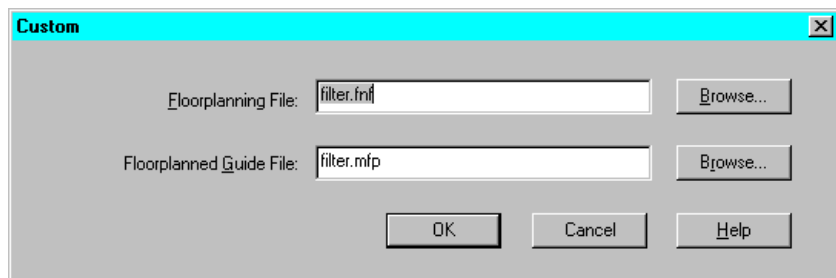 Custom
Floorplanning File: filter.fnf Browse...
Floorplanned Guide File: filter.mfp Browse...
OK Cancel Help